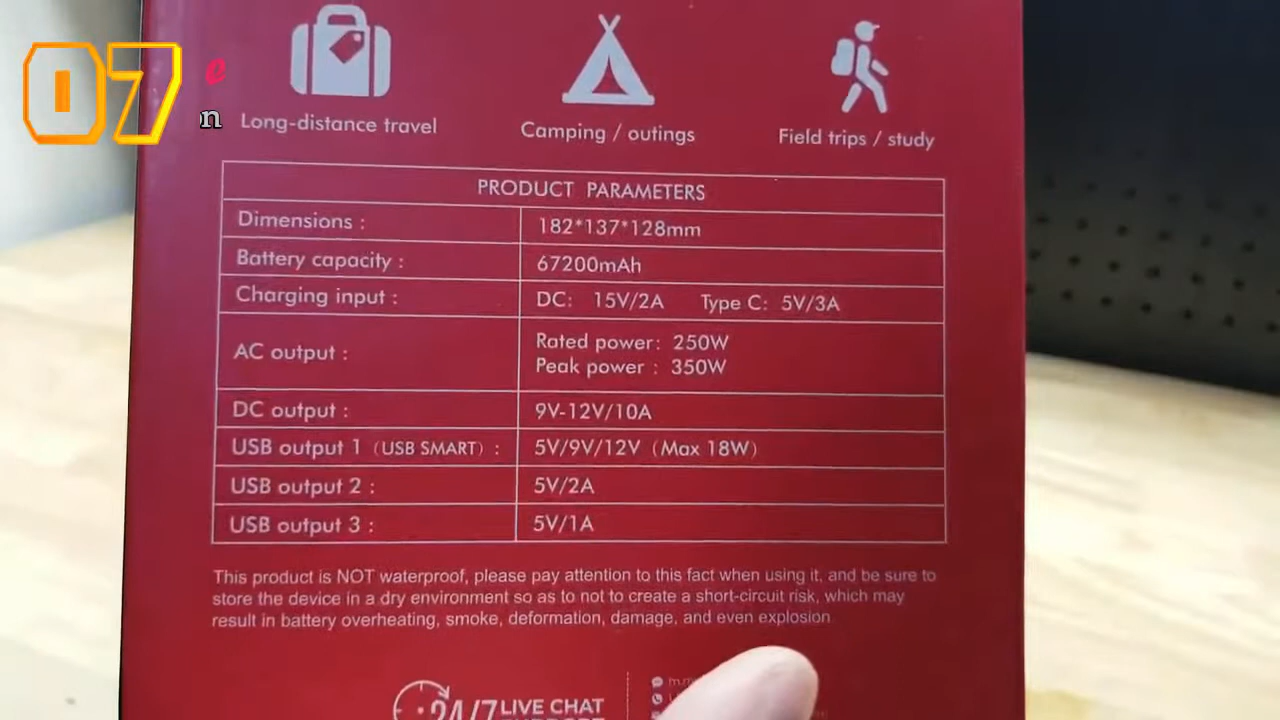 07
e
n
Long-distance travel
Camping / outings
Field trips / study
PRODUCT PARAMETERS
Dimensions : 182*137*128mm
Battery capacity : 67200mAh
Charging input : DC: 15V/2A Type C: 5V/3A
AC output : Rated power: 250W
Peak power : 350W
DC output : 9V-12V/10A
USB output 1 (USB SMART) : 5V/9V/12V (Max 18W)
USB output 2 : 5V/2A
USB output 3 : 5V/1A
This product is NOT waterproof, please pay attention to this fact when using it, and be sure to
store the device in a dry environment so as to not to create a short-circuit risk, which may
result in battery overheating, smoke, deformation, damage, and even explosion
24/7 LIVE CHAT